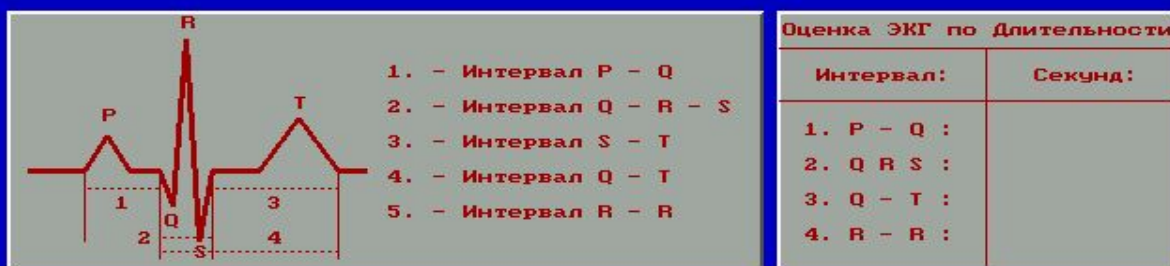 R
P
T
1
3
Q
2
4
S
1. - Интервал P - Q
2. - Интервал Q - R - S
3. - Интервал S - T
4. - Интервал Q - T
5. - Интервал R - R
Оценка ЭКГ по Длительности
Интервал: Секунд:
1. P - Q :
2. Q R S :
3. Q - T :
4. R - R :